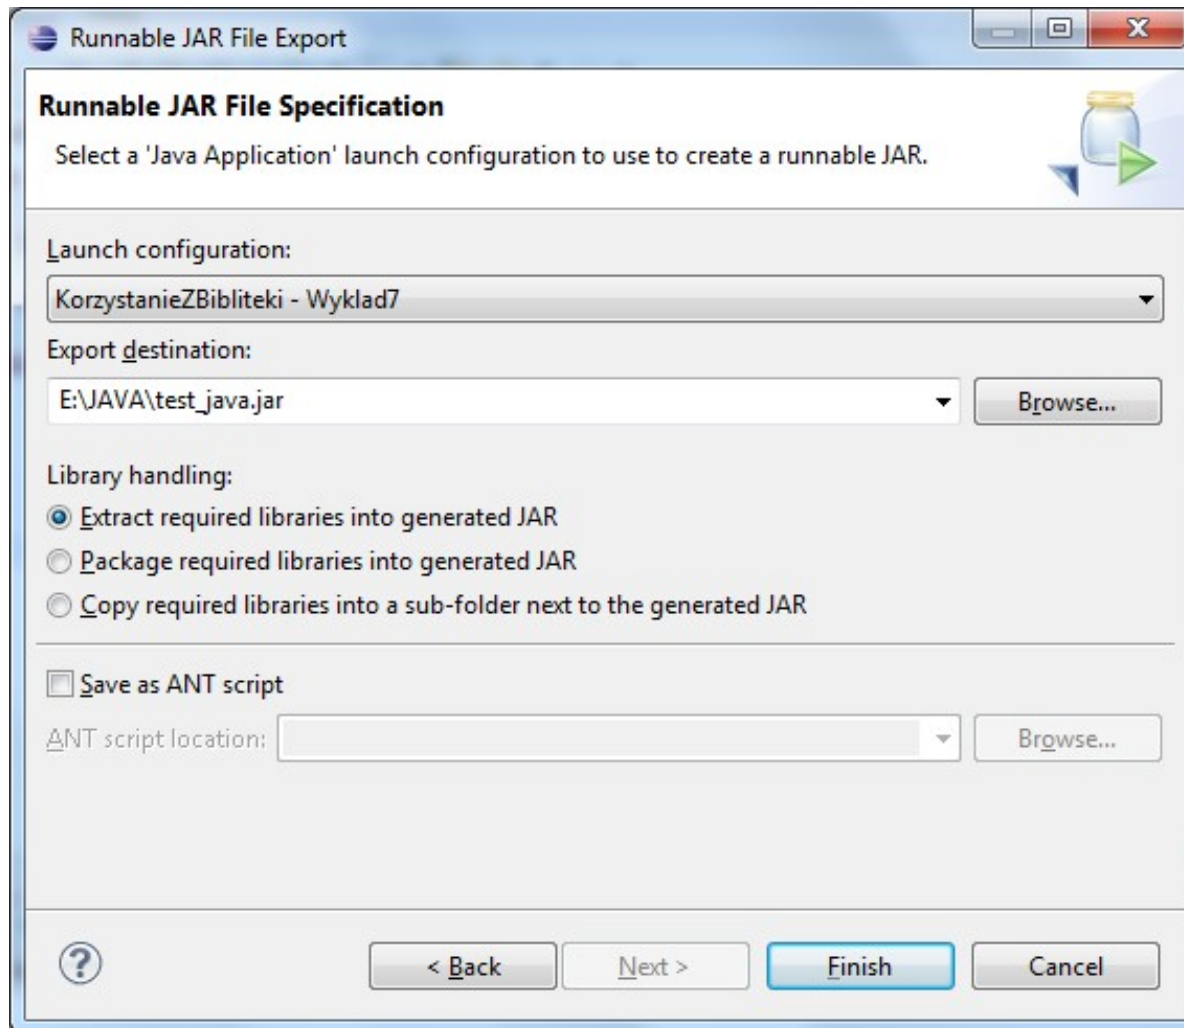 Runnable JAR File Export
Runnable JAR File Specification
Select a 'Java Application' launch configuration to use to create a runnable JAR.
Launch configuration:
KorzystanieZBibliteki - Wyklad7
Export destination:
E:\JAVA\test_java.jar
Browse...
Library handling:
Extract required libraries into generated JAR
Package required libraries into generated JAR
Copy required libraries into a sub-folder next to the generated JAR
Save as ANT script
ANT script location:
Browse...
? < Back Next > Finish Cancel